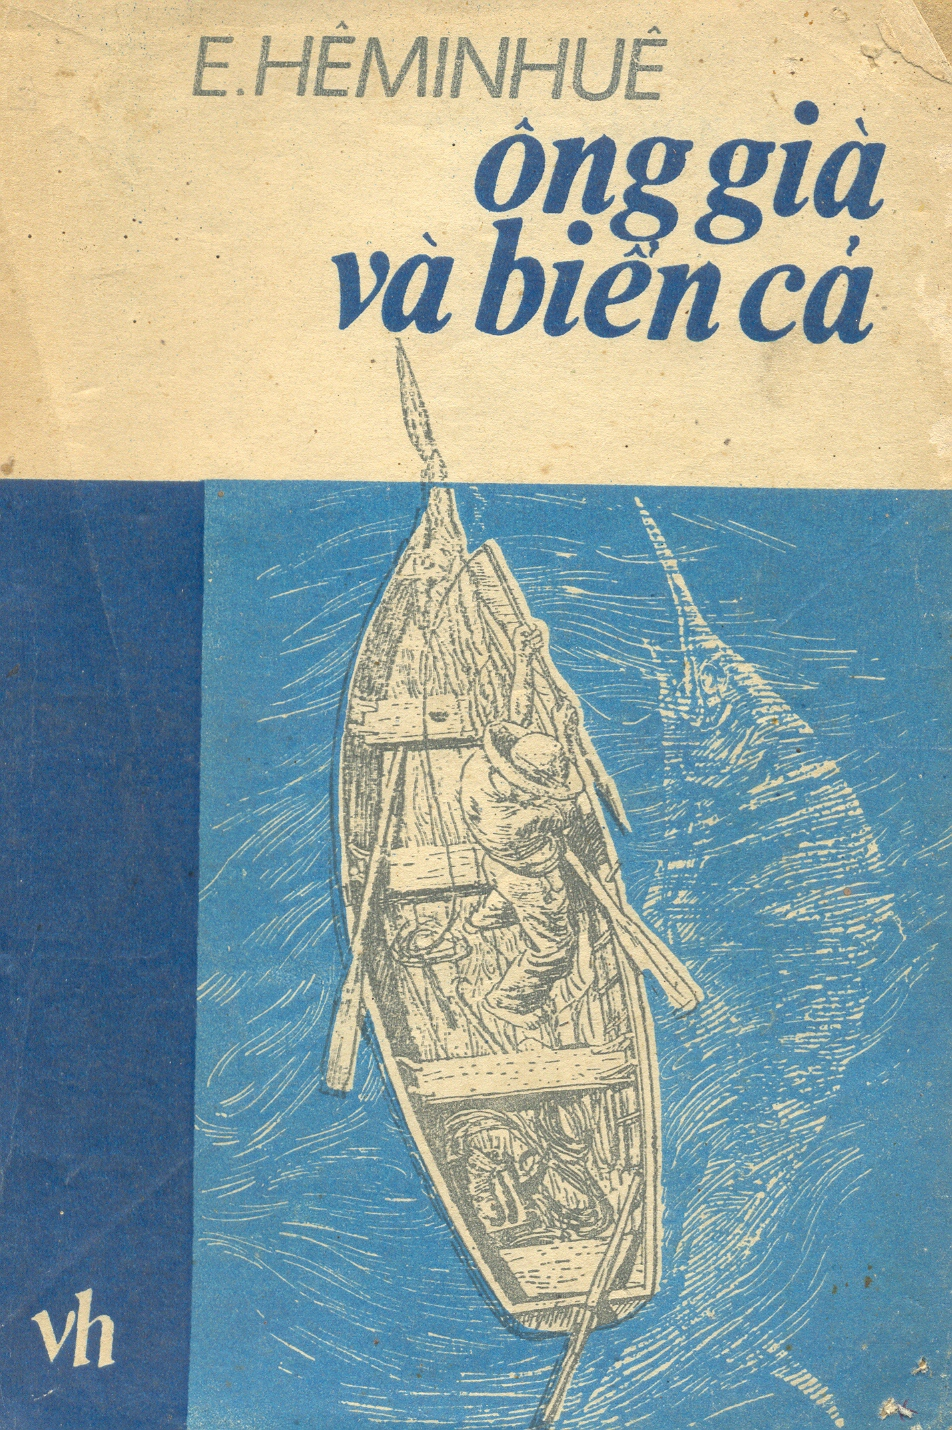 E.HÊMINHUÊ
ông già
và biển cả
vh